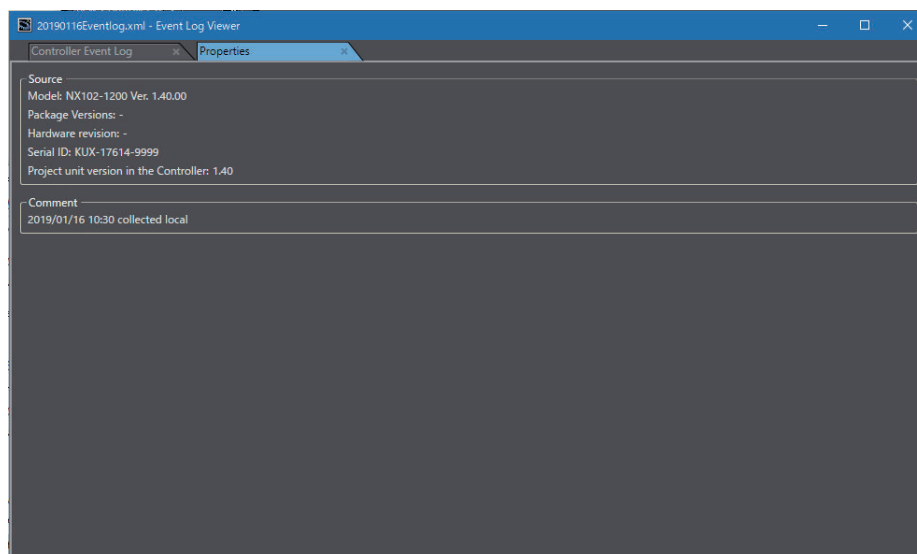 20190116Eventlog.xml - Event Log Viewer
Controller Event Log
Properties
Source
Model: NX102-1200 Ver. 1.40.00
Package Versions: -
Hardware revision: -
Serial ID: KUX-17614-9999
Project unit version in the Controller: 1.40
Comment
2019/01/16 10:30 collected local